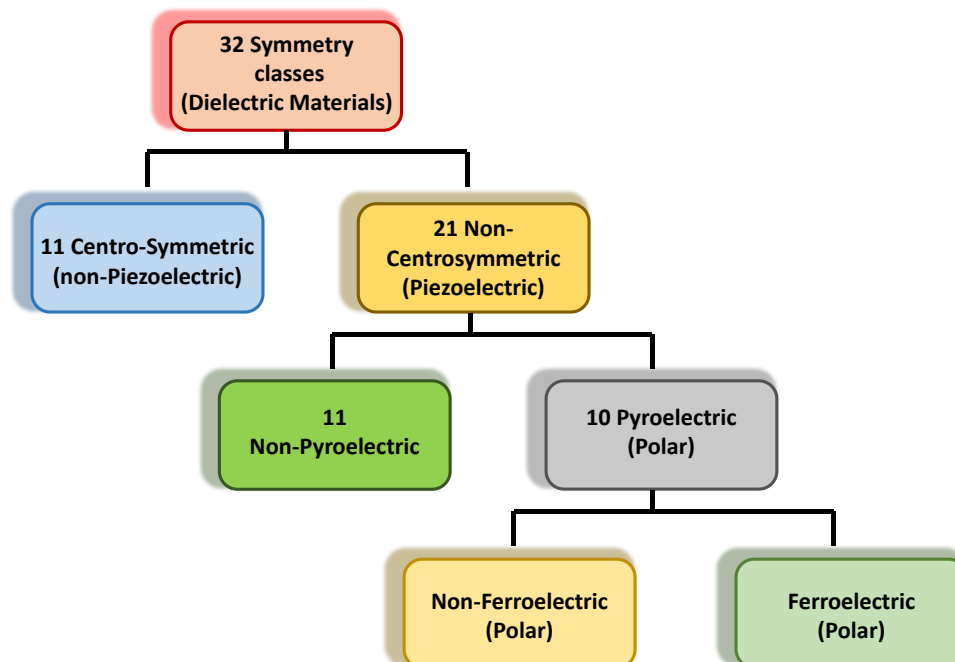 32 Symmetry
classes
(Dielectric Materials)
11 Centro-Symmetric
(non-Piezoelectric)
21 Non-
Centrosymmetric
(Piezoelectric)
11
Non-Pyroelectric
10 Pyroelectric
(Polar)
Non-Ferroelectric
(Polar)
Ferroelectric
(Polar)